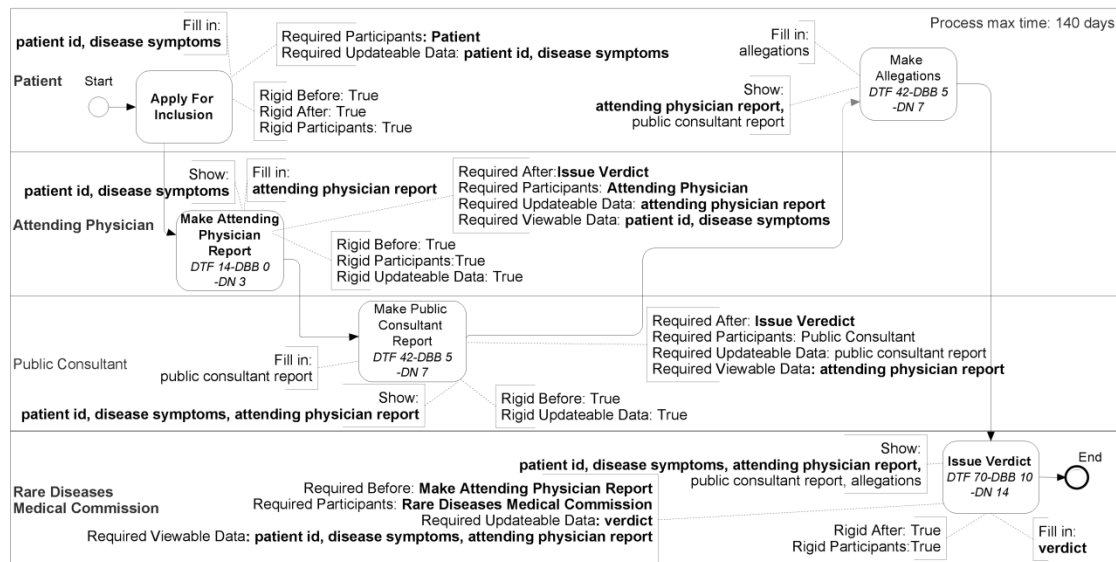 Process max time: 140 days
Fill in:
patient id, disease symptoms
Required Participants: Patient
Required Updateable Data: patient id, disease symptoms
Patient
Start
Apply For
Inclusion
Rigid Before: True
Rigid After: True
Rigid Participants: True
Fill in:
allegations
Show:
attending physician report,
public consultant report
Make
Allegations
DTF 42-DBB 5
-DN 7
Show:
patient id, disease symptoms
Fill in:
attending physician report
Required After:Issue Verdict
Required Participants: Attending Physician
Required Updateable Data: attending physician report
Required Viewable Data: patient id, disease symptoms
Attending Physician
Make Attending
Physician
Report
DTF 14-DBB 0
-DN 3
Rigid Before: True
Rigid Participants:True
Rigid Updateable Data: True
Make Public
Consultant
Report
DTF 42-DBB 5
-DN 7
Required After: Issue Veredict
Required Participants: Public Consultant
Required Updateable Data: public consultant report
Required Viewable Data: attending physician report
Public Consultant
Fill in:
public consultant report
Show:
patient id, disease symptoms, attending physician report
Rigid Before: True
Rigid Updateable Data: True
Show:
patient id, disease symptoms, attending physician report,
public consultant report, allegations
Issue Verdict
DTF 70-DBB 10
-DN 14
End
Rare Diseases
Medical Commission
Required Before: Make Attending Physician Report
Required Participants: Rare Diseases Medical Commission
Required Updateable Data: verdict
Required Viewable Data: patient id, disease symptoms, attending physician report
Rigid After: True
Rigid Participants:True
Fill in:
verdict